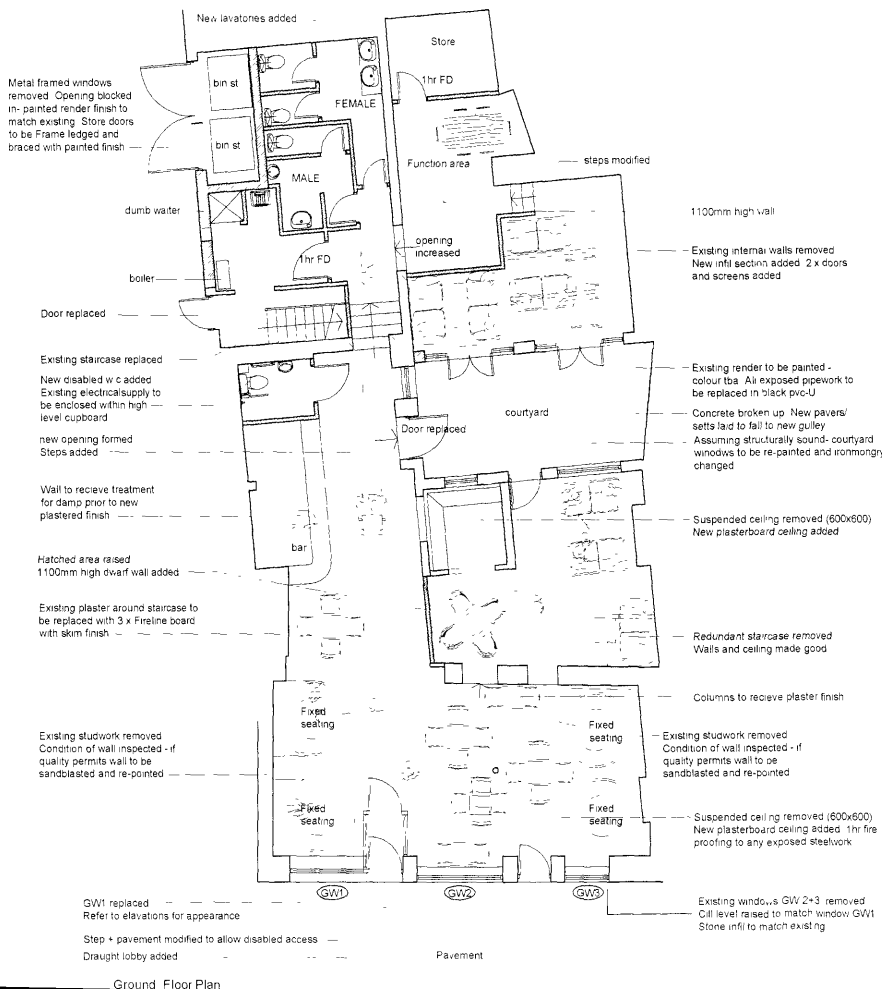 New lavatories added
Store
1hr FD
bin st
FEMALE
bin st
MALE
Function area
steps modified
Metal framed windows
removed Opening blocked
in- painted render finish to
match existing Store doors
to be Frame ledged and
braced with painted finish
dumb waiter
1hr FD
opening
increased
boiler
Door replaced
1100mm high wall
Existing internal walls removed
New infil section added 2 x doors
and screens added
Existing staircase replaced
New disabled w c added
Existing electrical supply to
be enclosed within high
level cupboard
new opening formed
Steps added
Door replaced
courtyard
Existing render to be painted -
colour tba All exposed pipework to
be replaced in black pvc-U
Concrete broken up New pavers/
setts laid to fall to new gulley
Assuming structurally sound- courtyard
winodws to be re-painted and ironmongry
changed
Wall to recieve treatment
for damp prior to new
plastered finish
bar
Suspended ceiling removed (600x600)
New plasterboard ceiling added
Hatched area raised
1100mm high dwarf wall added
Existing plaster around staircase to
be replaced with 3 x Fireline board
with skim finish
Redundant staircase removed
Walls and ceiling made good
Columns to recieve plaster finish
Fixed
seating
Fixed
seating
Existing studwork removed
Condition of wall inspected - if
quality permits wall to be
sandblasted and re-pointed
Existing studwork removed
Condition of wall inspected - if
quality permits wall to be
sandblasted and re-pointed
Fixed
seating
Fixed
seating
Suspended ceiling removed (600x600)
New plasterboard ceiling added 1hr fire
proofing to any exposed steelwork
GW1
GW2
GW3
GW1 replaced
Refer to elavations for appearance
Existing windows GW 2+3 removed
Cill level raised to match window GW1
Stone infil to match existing
Step + pavement modified to allow disabled access
Draught lobby added
Pavement
Ground Floor Plan